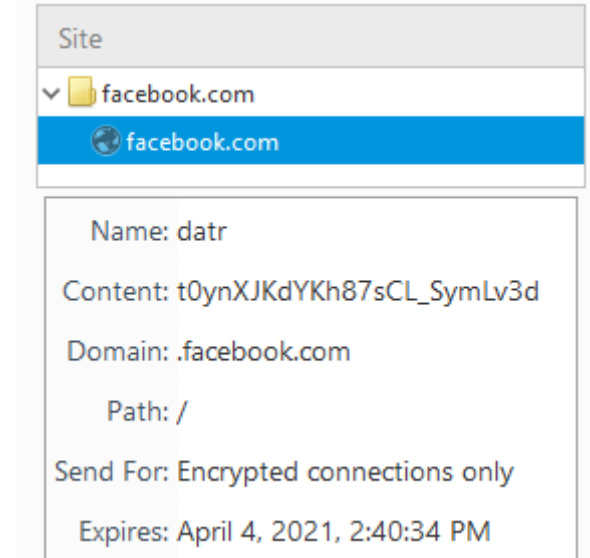 Site
facebook.com
facebook.com
Name: datr
Content: t0ynXJKdYKh87sCL_SymLv3d
Domain: .facebook.com
Path: /
Send For: Encrypted connections only
Expires: April 4, 2021, 2:40:34 PM